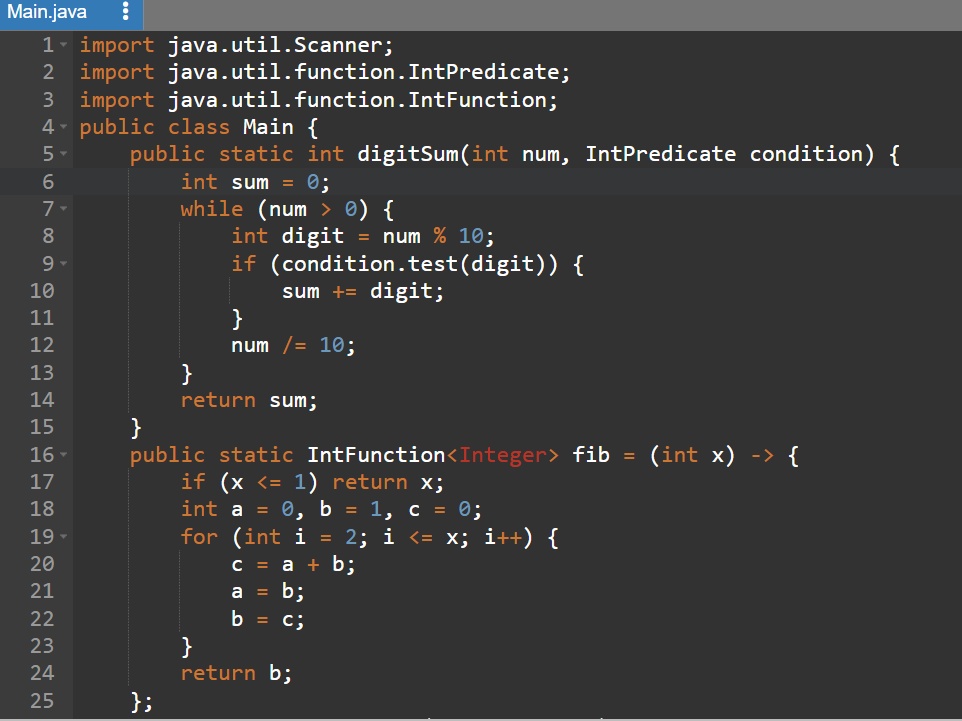 Main.java
1 import java.util.Scanner;
2 import java.util.function.IntPredicate;
3 import java.util.function.IntFunction;
4 public class Main {
5     public static int digitSum(int num, IntPredicate condition) {
6         int sum = 0;
7         while (num > 0) {
8             int digit = num % 10;
9             if (condition.test(digit)) {
10                 sum += digit;
11             }
12             num /= 10;
13         }
14         return sum;
15     }
16     public static IntFunction<Integer> fib = (int x) -> {
17         if (x <= 1) return x;
18         int a = 0, b = 1, c = 0;
19         for (int i = 2; i <= x; i++) {
20             c = a + b;
21             a = b;
22             b = c;
23         }
24         return b;
25     };